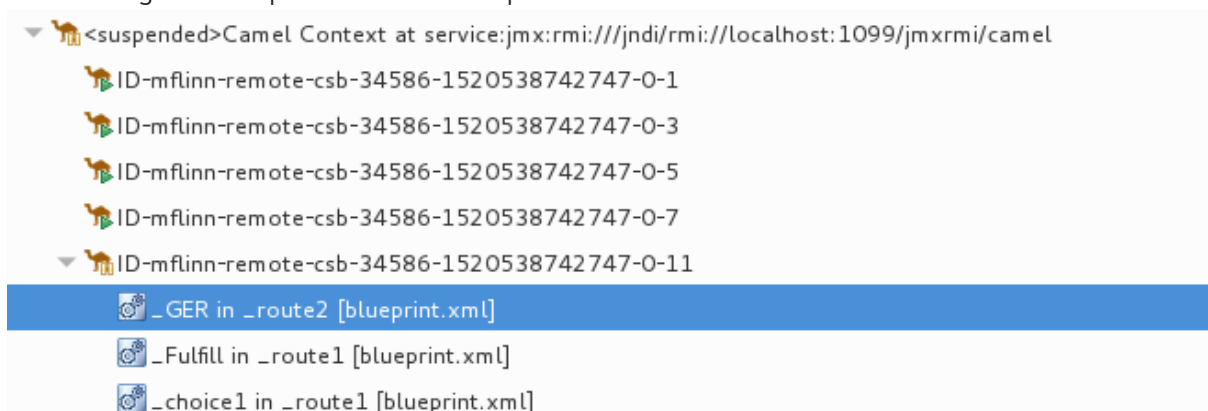 <suspended>Camel Context at service:jmx:rmi:///jndi/rmi://localhost:1099/jmxrmi/camel
ID-mflinn-remote-csb-34586-1520538742747-0-1
ID-mflinn-remote-csb-34586-1520538742747-0-3
ID-mflinn-remote-csb-34586-1520538742747-0-5
ID-mflinn-remote-csb-34586-1520538742747-0-7
ID-mflinn-remote-csb-34586-1520538742747-0-11
_GER in _route2 [blueprint.xml]
_Fulfill in _route1 [blueprint.xml]
_choice1 in _route1 [blueprint.xml]